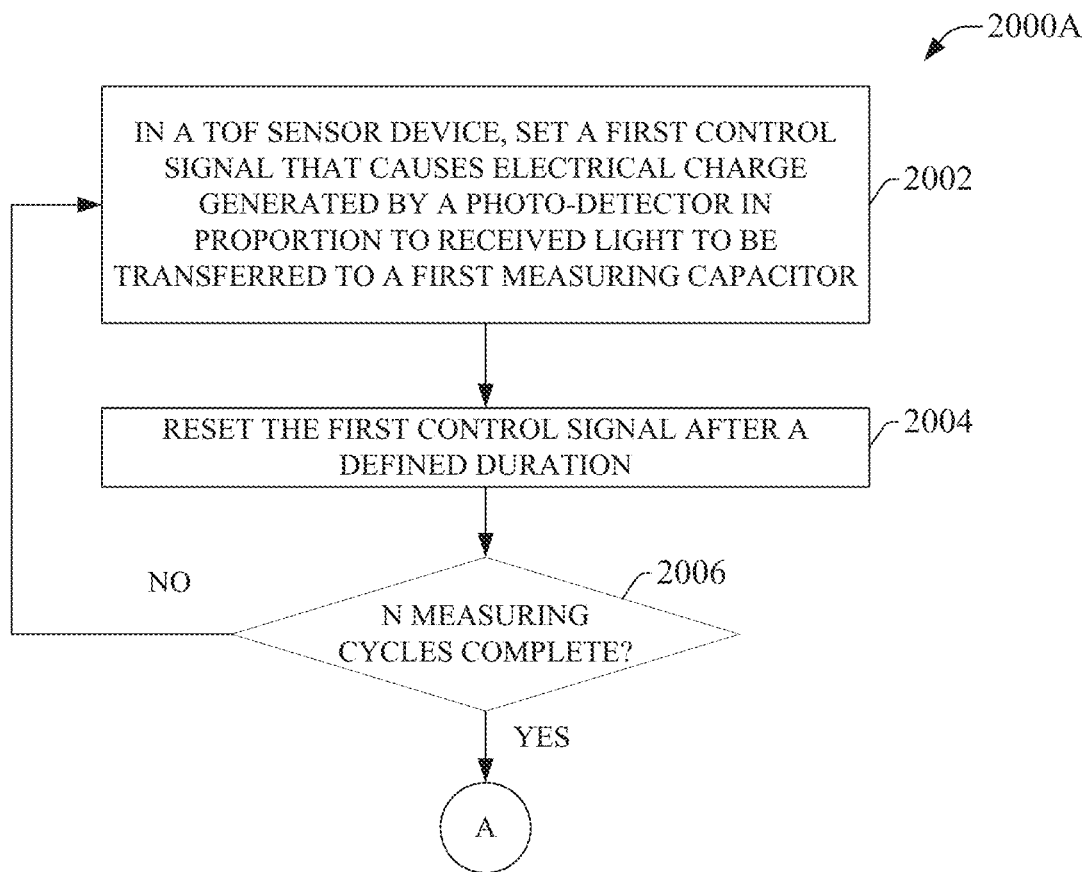 2000A
IN A TOF SENSOR DEVICE, SET A FIRST CONTROL
SIGNAL THAT CAUSES ELECTRICAL CHARGE
GENERATED BY A PHOTO-DETECTOR IN
PROPORTION TO RECEIVED LIGHT TO BE
TRANSFERRED TO A FIRST MEASURING CAPACITOR
2002
RESET THE FIRST CONTROL SIGNAL AFTER A
DEFINED DURATION
2004
NO
2006
N MEASURING
CYCLES COMPLETE?
YES
A